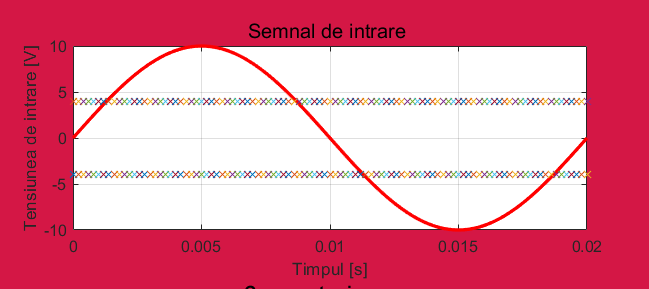 Semnal de intrare
Tensiunea de intrare [V]
10
5
0
-5
-10
0 0.005 0.01 0.015 0.02
Timpul [s]